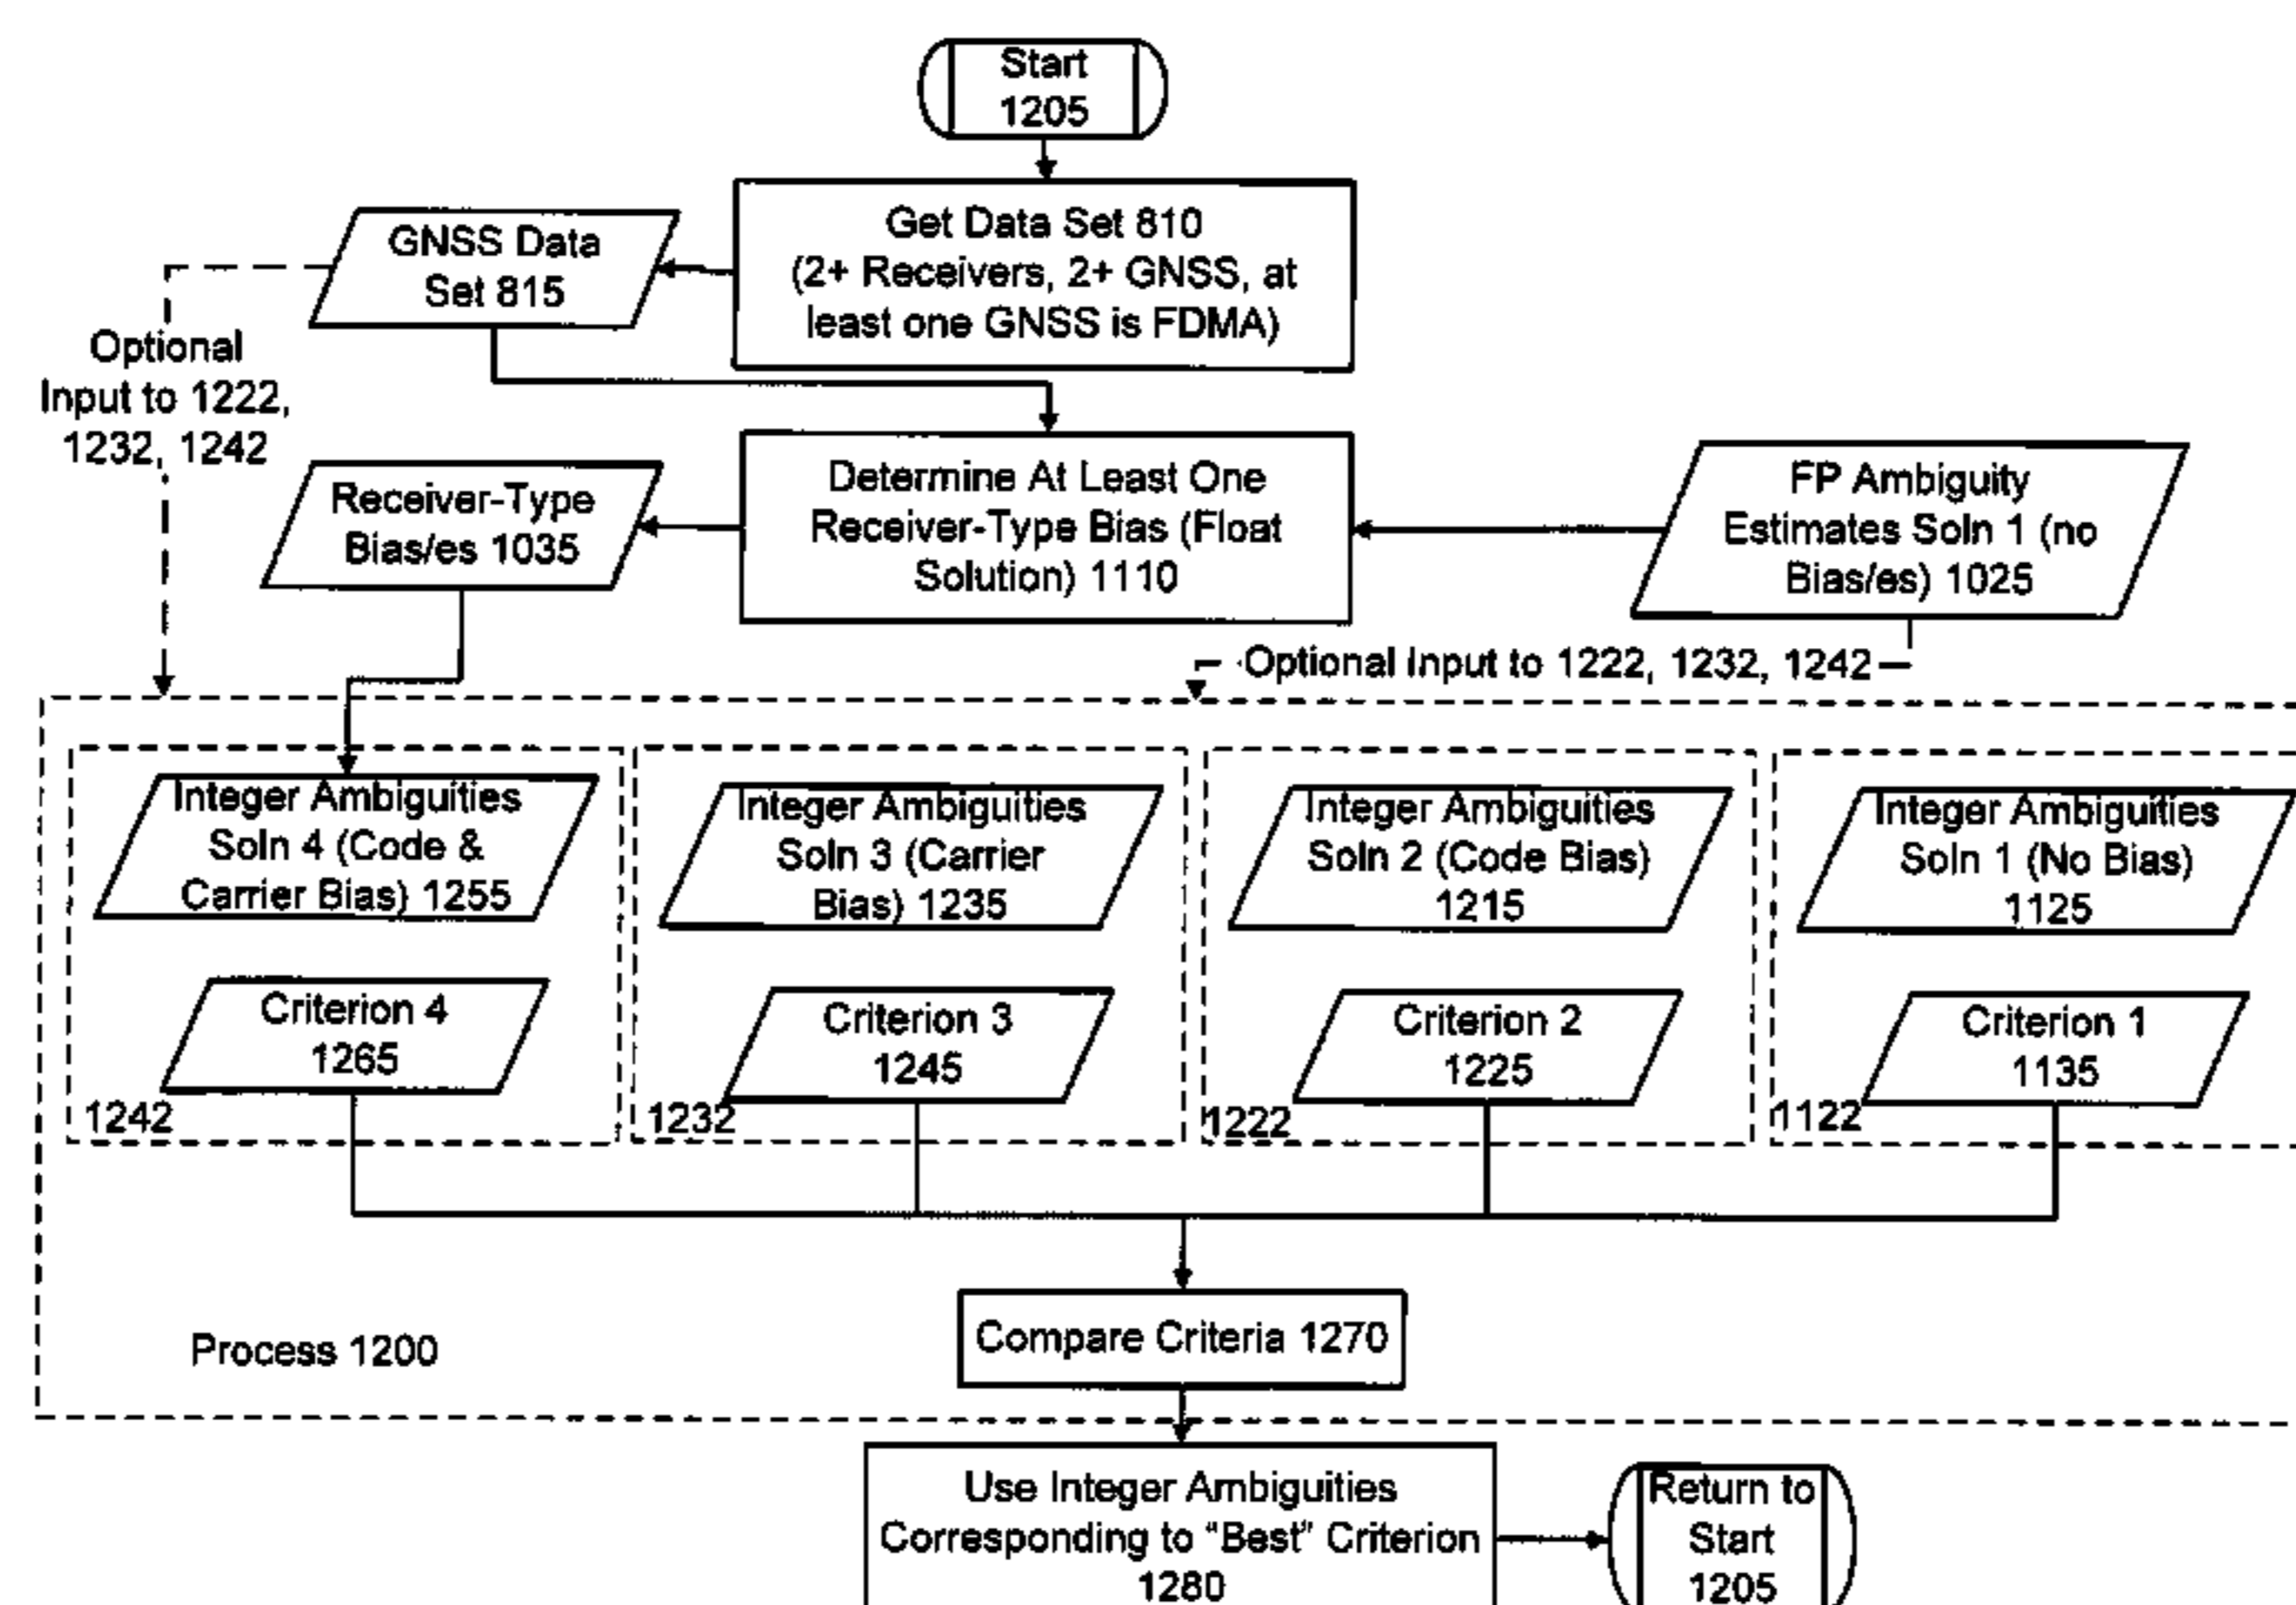 Start
1205
Get Data Set 810
(2+ Receivers, 2+ GNSS, at
least one GNSS is FDMA)
GNSS Data
Set 815
Optional
Input to 1222,
1232, 1242
Determine At Least One
Receiver-Type Bias (Float
Solution) 1110
Receiver-Type
Bias/es 1035
FP Ambiguity
Estimates Soln 1 (no
Bias/es) 1025
Optional Input to 1222, 1232, 1242
Integer Ambiguities
Soln 4 (Code &
Carrier Bias) 1255
Criterion 4
1265
1242
Integer Ambiguities
Soln 3 (Carrier
Bias) 1235
Criterion 3
1245
1232
Integer Ambiguities
Soln 2 (Code Bias)
1215
Criterion 2
1225
1222
Integer Ambiguities
Soln 1 (No Bias)
1125
Criterion 1
1135
1122
Compare Criteria 1270
Process 1200
Use Integer Ambiguities
Corresponding to "Best" Criterion
1280
Return to
Start
1205